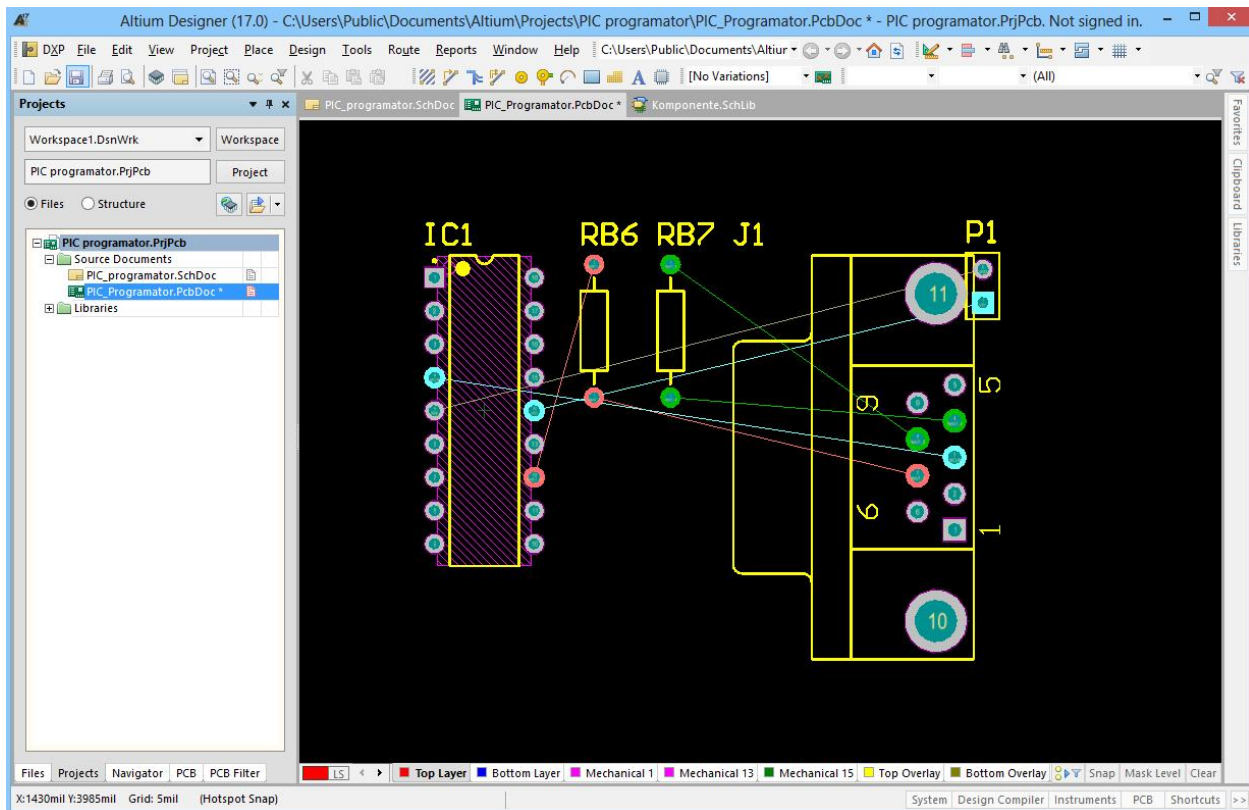 Altium Designer (17.0) - C:\Users\Public\Documents\Altium\Projects\PIC programator\PIC_Programator.PcbDoc * - PIC programator.PrjPcb. Not signed in.
DXP File Edit View Project Place Design Tools Route Reports Window Help C:\Users\Public\Documents\Altiur
[No Variations] (All)
Projects
PIC_programator.SchDoc PIC_Programator.PcbDoc * Komponente.SchLib
Workspace1.DsnWrk Workspace
PIC programator.PrjPcb Project
Files Structure
PIC programator.PrjPcb
Source Documents
PIC_programator.SchDoc
PIC_Programator.PcbDoc *
Libraries
Favorites
Clipboard
Libraries
IC1 RB6 RB7 J1 P1
11
5
9
6
1
10
Files Projects Navigator PCB PCB Filter
LS Top Layer Bottom Layer Mechanical 1 Mechanical 13 Mechanical 15 Top Overlay Bottom Overlay Snap Mask Level Clear
X:1430mil Y:3985mil Grid: 5mil (Hotspot Snap)
System Design Compiler Instruments PCB Shortcuts >>